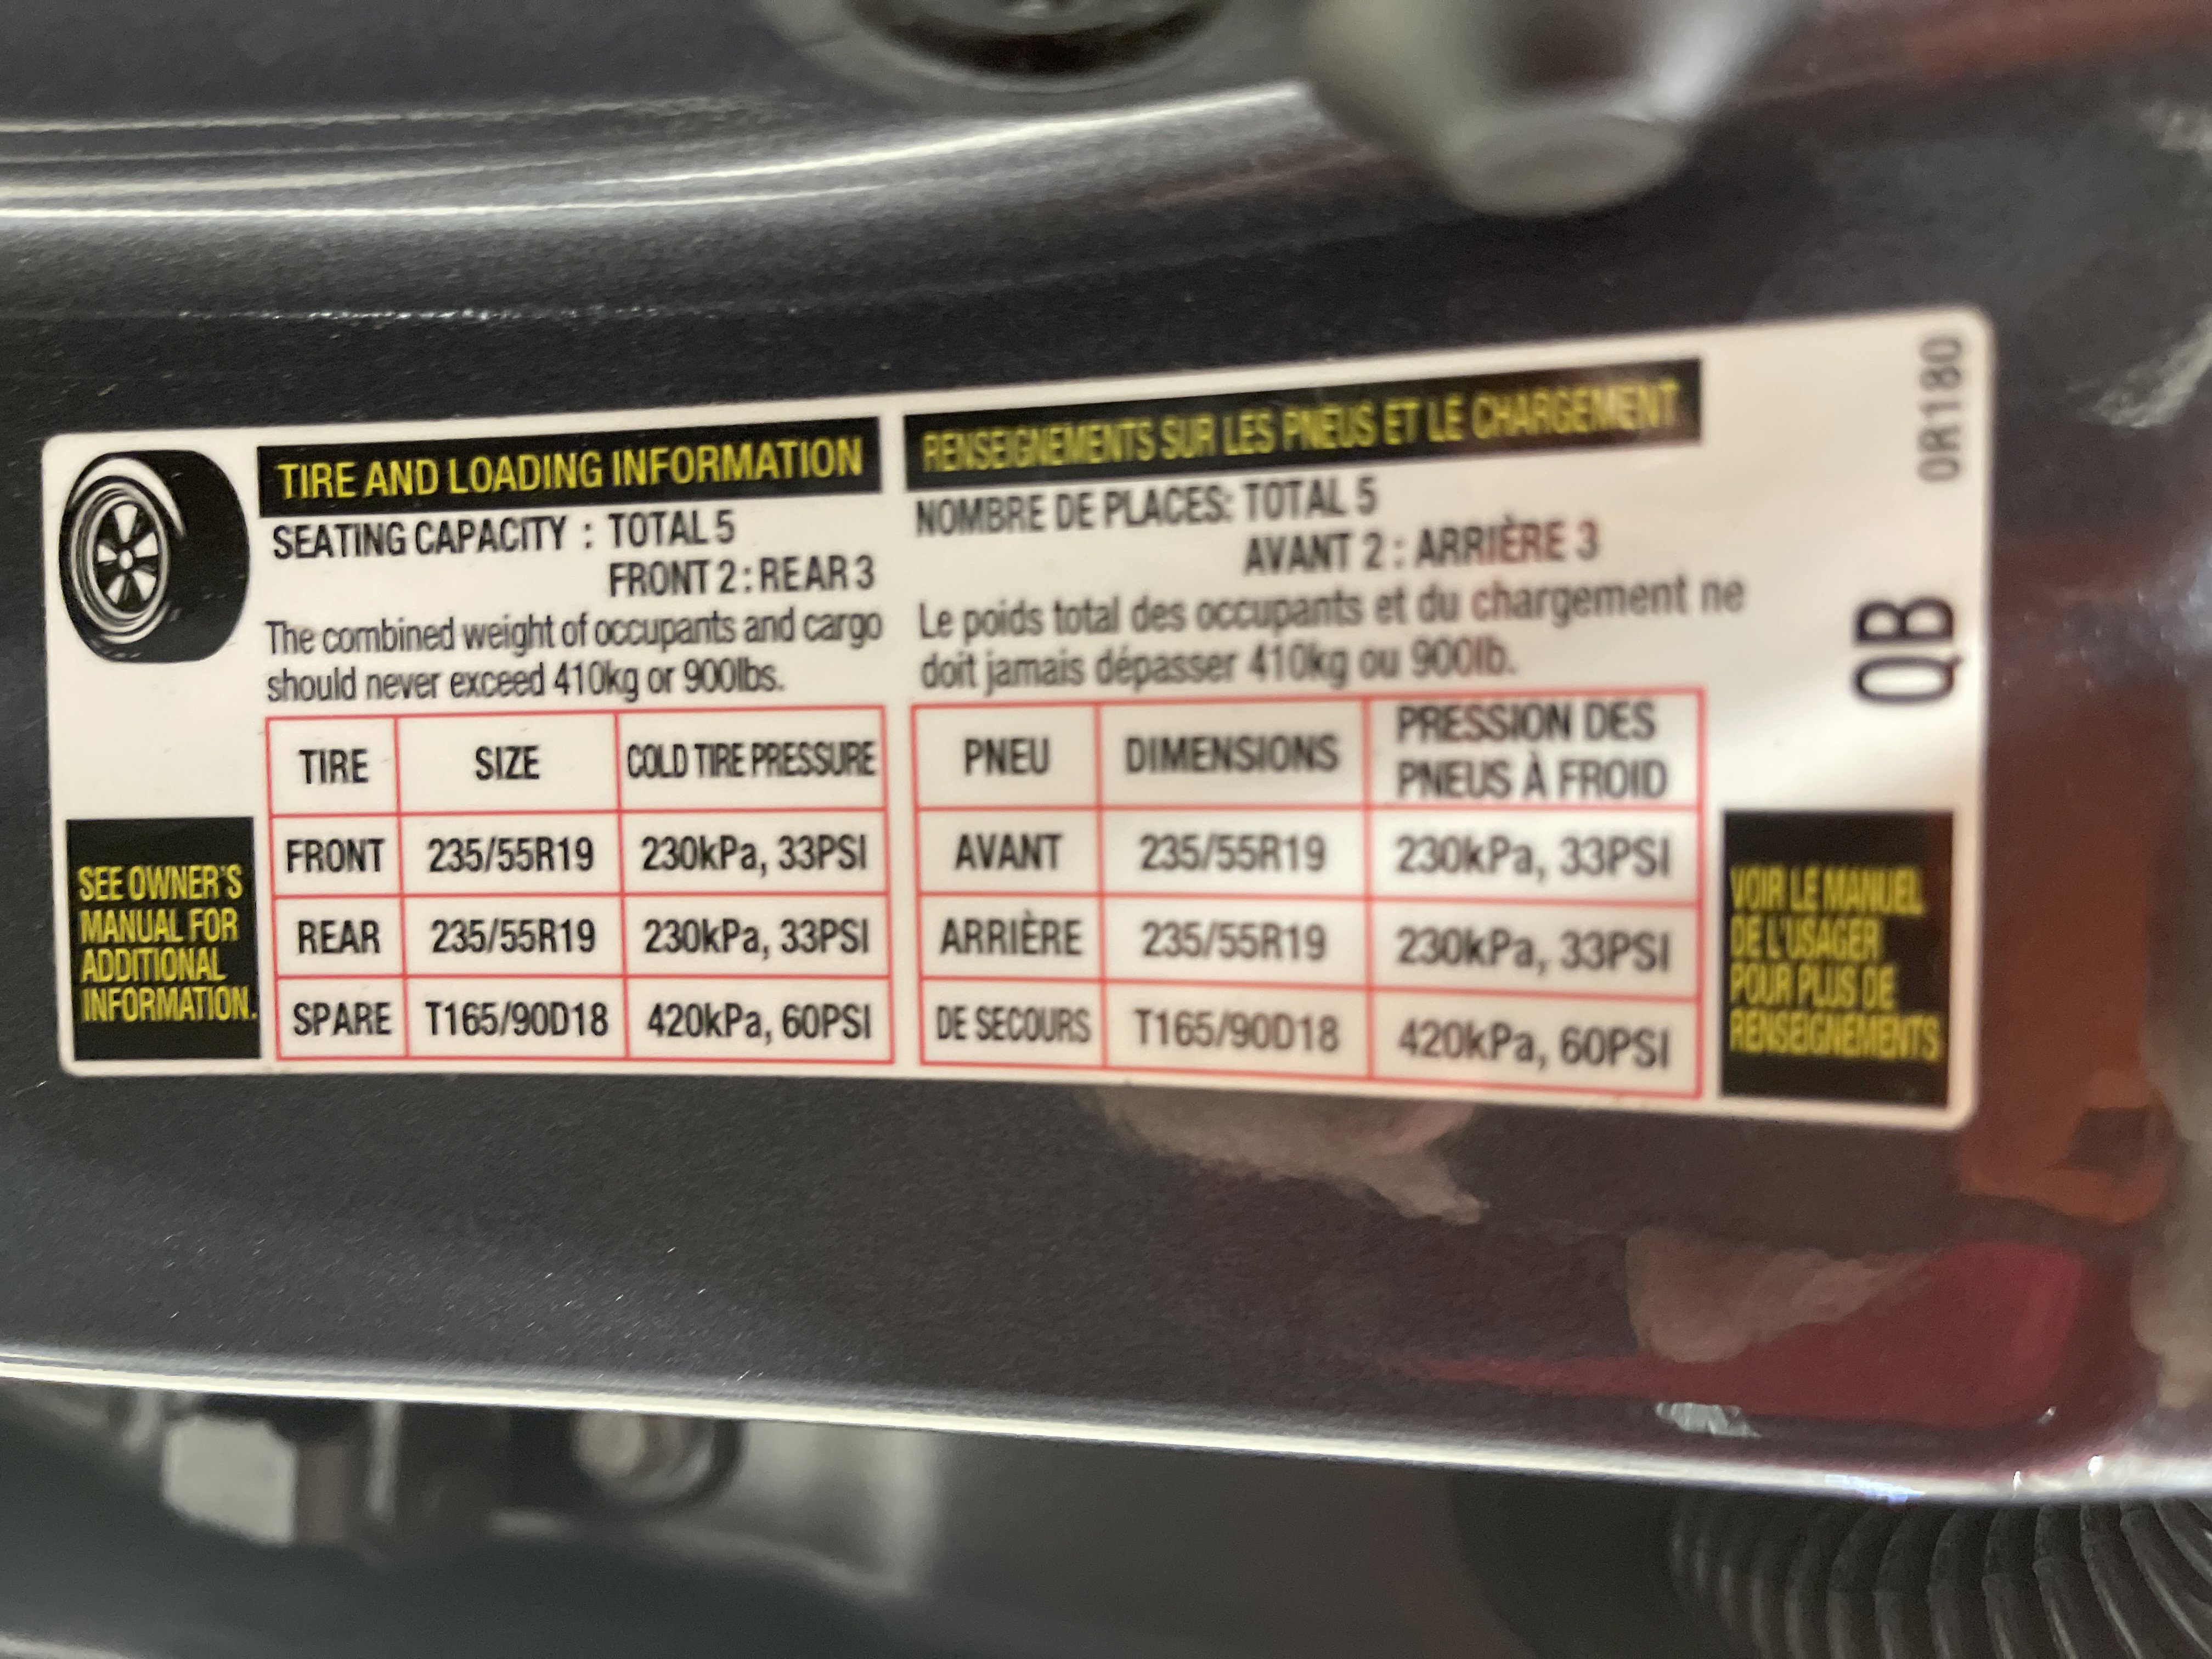 TIRE AND LOADING INFORMATION
SEATING CAPACITY : TOTAL 5
FRONT 2 : REAR 3
The combined weight of occupants and cargo
should never exceed 410kg or 900lbs.
TIRE SIZE COLD TIRE PRESSURE
FRONT 235/55R19 230kPa, 33PSI
REAR 235/55R19 230kPa, 33PSI
SPARE T165/90D18 420kPa, 60PSI
SEE OWNER'S
MANUAL FOR
ADDITIONAL
INFORMATION.
RENSEIGNEMENTS SUR LES PNEUS ET LE CHARGEMENT
NOMBRE DE PLACES: TOTAL 5
AVANT 2 : ARRIÈRE 3
Le poids total des occupants et du chargement ne
doit jamais dépasser 410kg ou 900lb.
PNEU DIMENSIONS PRESSION DES
PNEUS À FROID
AVANT 235/55R19 230kPa, 33PSI
ARRIÈRE 235/55R19 230kPa, 33PSI
DE SECOURS T165/90D18 420kPa, 60PSI
VOIR LE MANUEL
DE L'USAGER
POUR PLUS DE
RENSEIGNEMENTS
0R180
QB